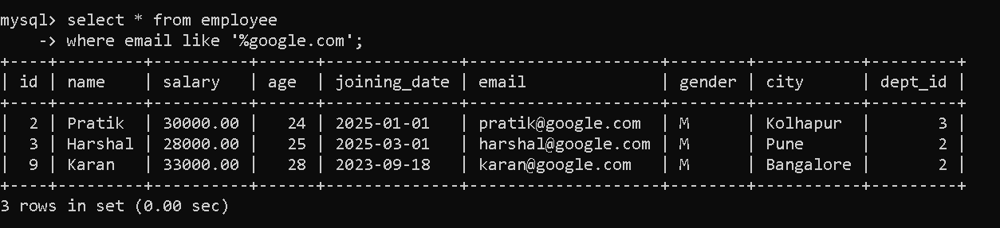 mysql> select * from employee
    -> where email like '%google.com';
+----+---------+----------+------+--------------+--------------------+--------+-----------+---------+
| id | name    | salary   | age  | joining_date | email              | gender | city      | dept_id |
+----+---------+----------+------+--------------+--------------------+--------+-----------+---------+
|  2 | Pratik  | 30000.00 |   24 | 2025-01-01   | pratik@google.com  | M      | Kolhapur  |       3 |
|  3 | Harshal | 28000.00 |   25 | 2025-03-01   | harshal@google.com | M      | Pune      |       2 |
|  9 | Karan   | 33000.00 |   28 | 2023-09-18   | karan@google.com   | M      | Bangalore |       2 |
+----+---------+----------+------+--------------+--------------------+--------+-----------+---------+
3 rows in set (0.00 sec)